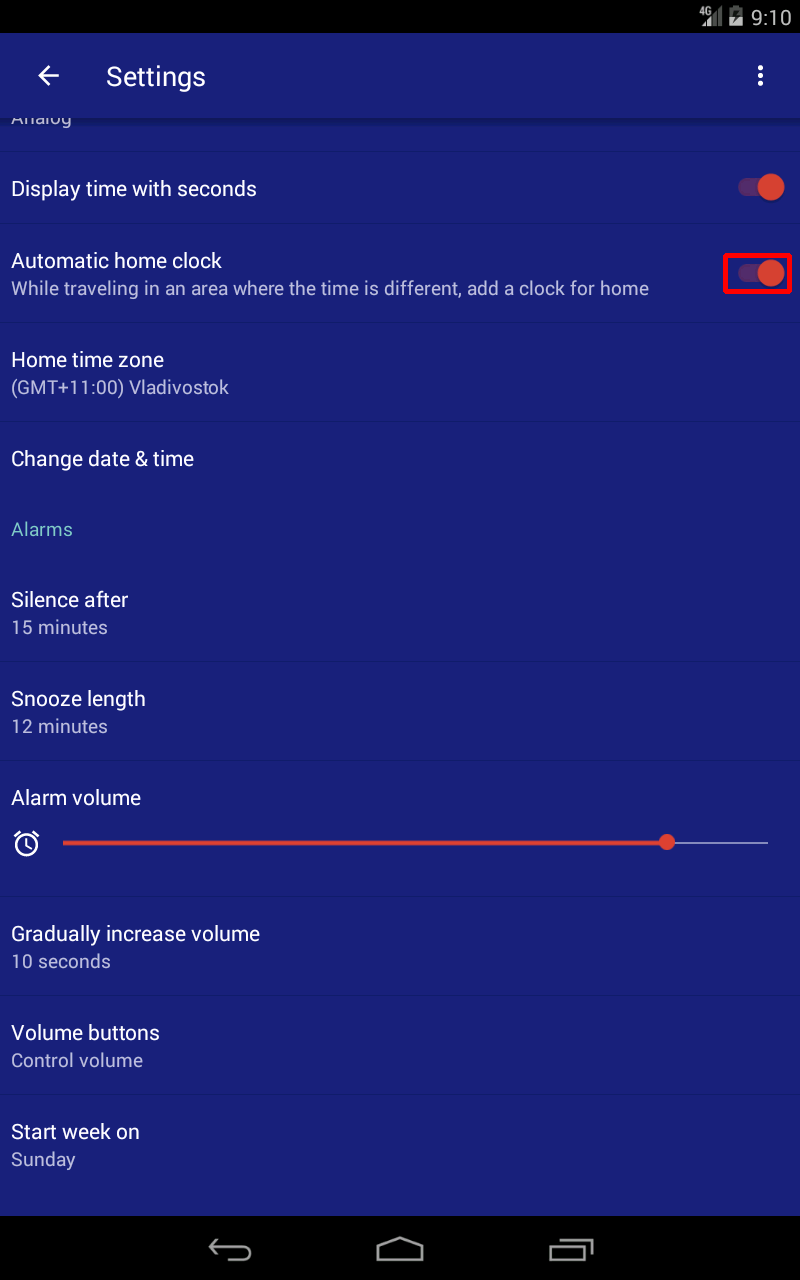 4G 9:10
Settings
Analog
Display time with seconds
Automatic home clock
While traveling in an area where the time is different, add a clock for home
Home time zone
(GMT+11:00) Vladivostok
Change date & time
Alarms
Silence after
15 minutes
Snooze length
12 minutes
Alarm volume
Gradually increase volume
10 seconds
Volume buttons
Control volume
Start week on
Sunday